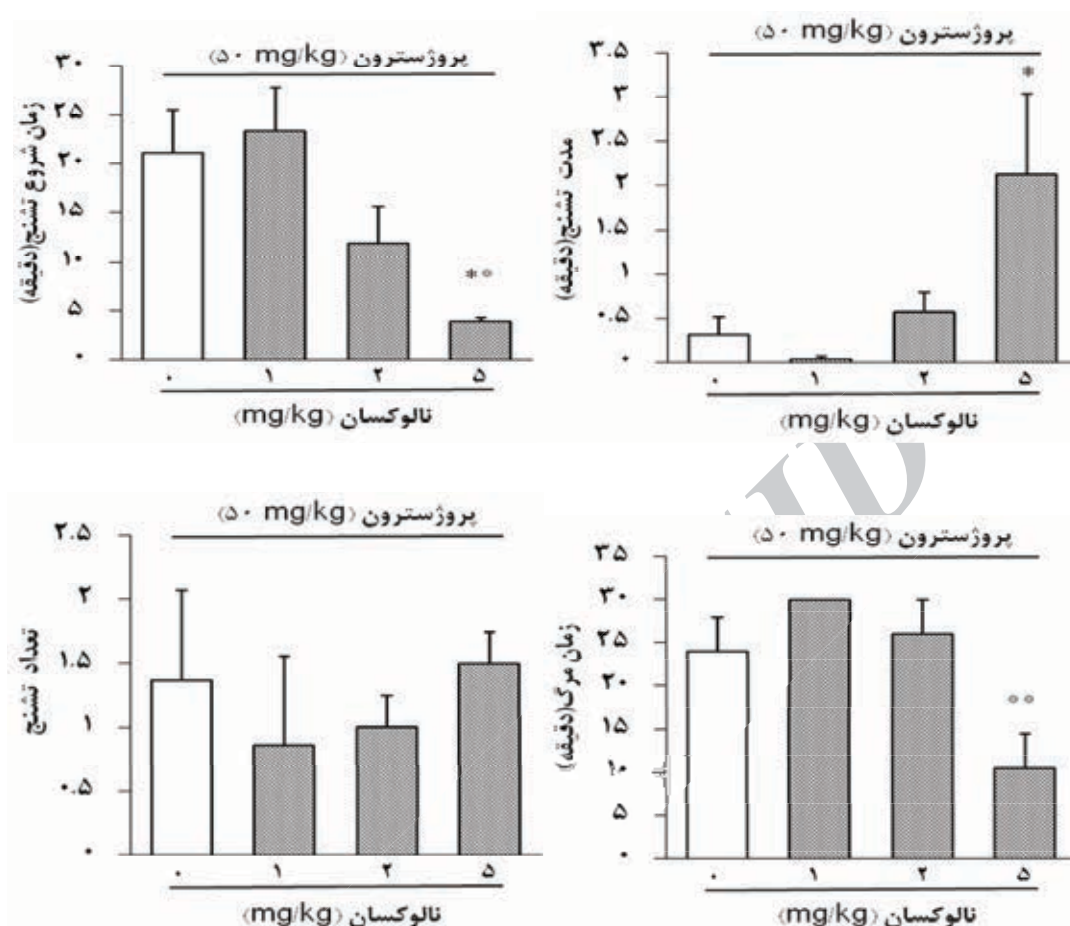 پروژسترون (۵۰ mg/kg)
زمان شروع تشنج(دقیقه)
۳۰
۲۵
۲۰
۱۵
۱۰
۵
۰
**
۰ ۱ ۲ ۵
نالوکسان (mg/kg)
پروژسترون (۵۰ mg/kg)
مدت تشنج(دقیقه)
۳.۵
۳
۲.۵
۲
۱.۵
۱
۰.۵
۰
*
۰ ۱ ۲ ۵
نالوکسان (mg/kg)
پروژسترون (۵۰ mg/kg)
تعداد تشنج
۲.۵
۲
۱.۵
۱
۰.۵
۰
۰ ۱ ۲ ۵
نالوکسان (mg/kg)
پروژسترون (۵۰ mg/kg)
زمان مرگ(دقیقه)
۳۵
۳۰
۲۵
۲۰
۱۵
۱۰
۵
۰
**
۰ ۱ ۲ ۵
نالوکسان (mg/kg)